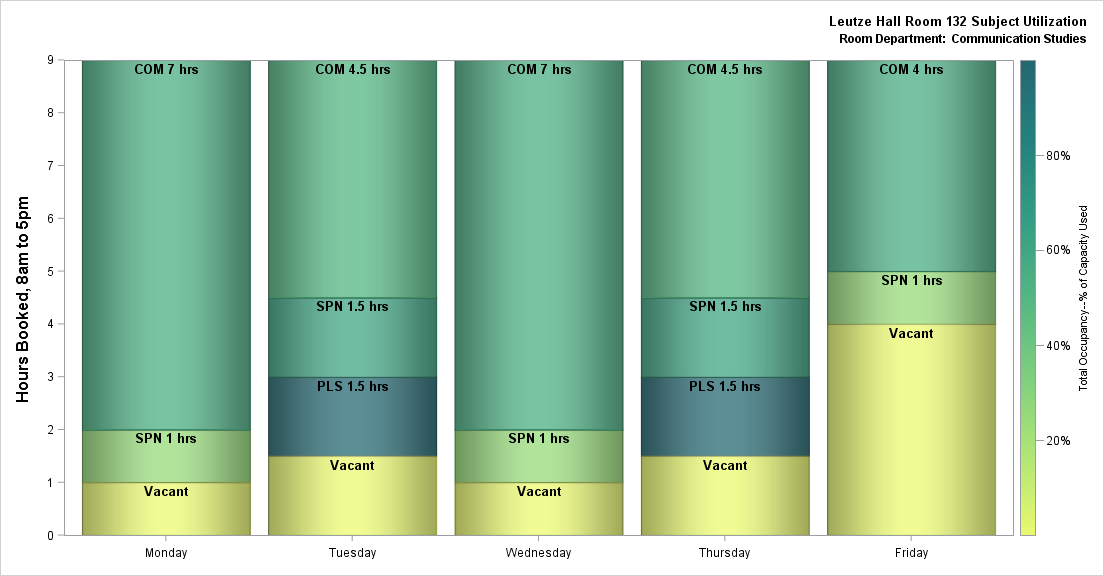 Leutze Hall Room 132 Subject Utilization
Room Department: Communication Studies
Hours Booked, 8am to 5pm
9
8
7
6
5
4
3
2
1
0
COM 7 hrs
SPN 1 hrs
Vacant
COM 4.5 hrs
SPN 1.5 hrs
PLS 1.5 hrs
Vacant
COM 7 hrs
SPN 1 hrs
Vacant
COM 4.5 hrs
SPN 1.5 hrs
PLS 1.5 hrs
Vacant
COM 4 hrs
SPN 1 hrs
Vacant
Monday
Tuesday
Wednesday
Thursday
Friday
80%
60%
40%
20%
Total Occupancy--% of Capacity Used